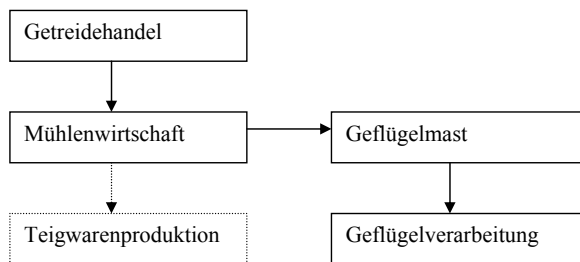 Getreidehandel
Mühlenwirtschaft
Geflügelmast
Teigwarenproduktion
Geflügelverarbeitung